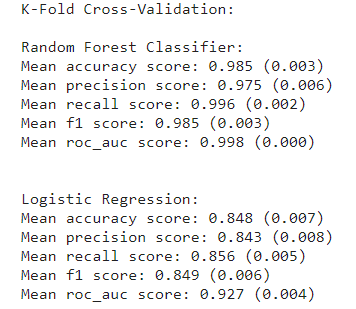 K-Fold Cross-Validation:
Random Forest Classifier:
Mean accuracy score: 0.985 (0.003)
Mean precision score: 0.975 (0.006)
Mean recall score: 0.996 (0.002)
Mean f1 score: 0.985 (0.003)
Mean roc_auc score: 0.998 (0.000)
Logistic Regression:
Mean accuracy score: 0.848 (0.007)
Mean precision score: 0.843 (0.008)
Mean recall score: 0.856 (0.005)
Mean f1 score: 0.849 (0.006)
Mean roc_auc score: 0.927 (0.004)